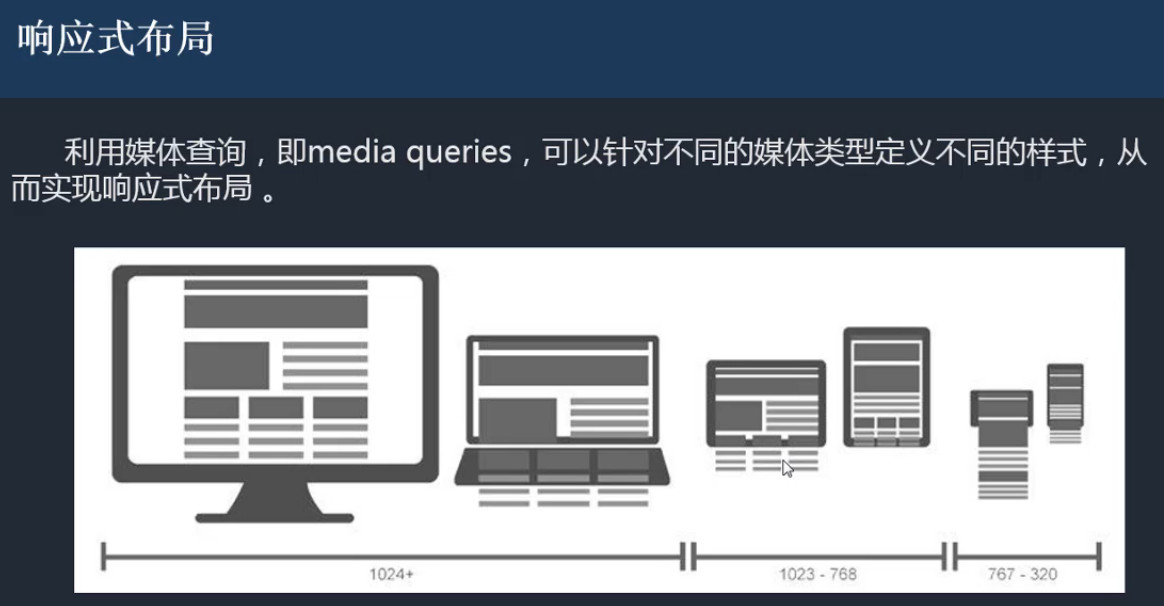 响应式布局
利用媒体查询，即media queries，可以针对不同的媒体类型定义不同的样式，从
而实现响应式布局 。
1024+
1023 - 768
767 - 320